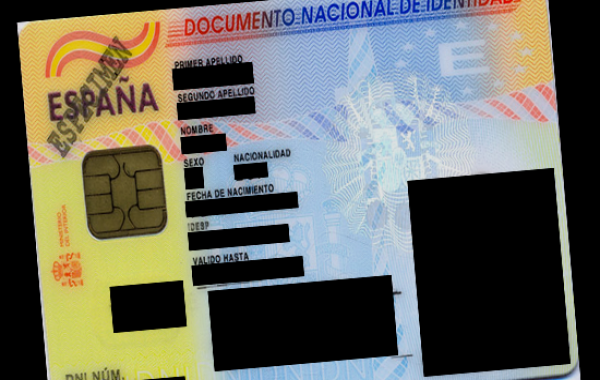 DOCUMENTO NACIONAL DE IDENTIDAD
ESPAÑA
ESPECIMEN
E
PRIMER APELLIDO
SEGUNDO APELLIDO
NOMBRE
SEXO NACIONALIDAD
FECHA DE NACIMIENTO
IDESP
VALIDO HASTA
MINISTERIO
DEL INTERIOR
DNI NÚM.